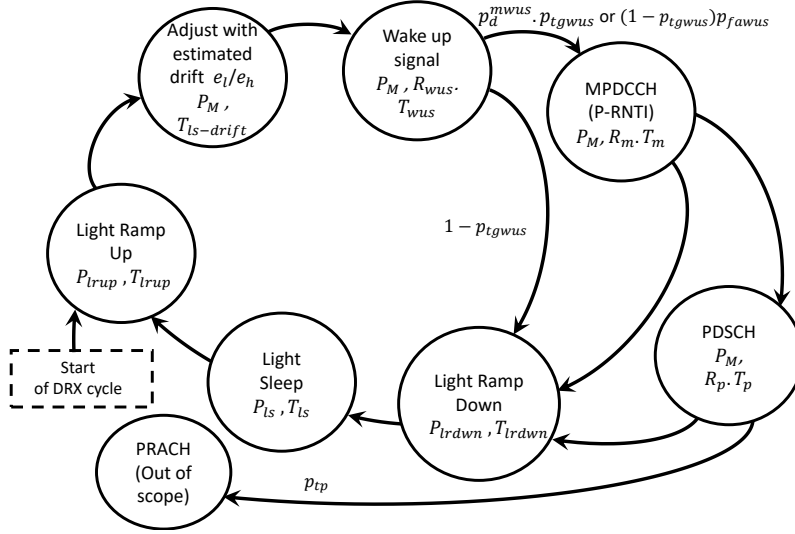 Adjust with
estimated
drift e_l/e_h
P_M ,
T_{ls-drift}
Wake up
signal
P_M , R_{wus}.
T_{wus}
p_d^{mwus}. p_{tgwus} or (1 - p_{tgwus})p_{fawus}
MPDCCH
(P-RNTI)
P_M, R_m. T_m
1 - p_{tgwus}
Light Ramp
Up
P_{lrup} , T_{lrup}
Start
of DRX cycle
Light
Sleep
P_{ls} , T_{ls}
Light Ramp
Down
P_{lrdwn} , T_{lrdwn}
PDSCH
P_M,
R_p. T_p
PRACH
(Out of
scope)
p_{tp}